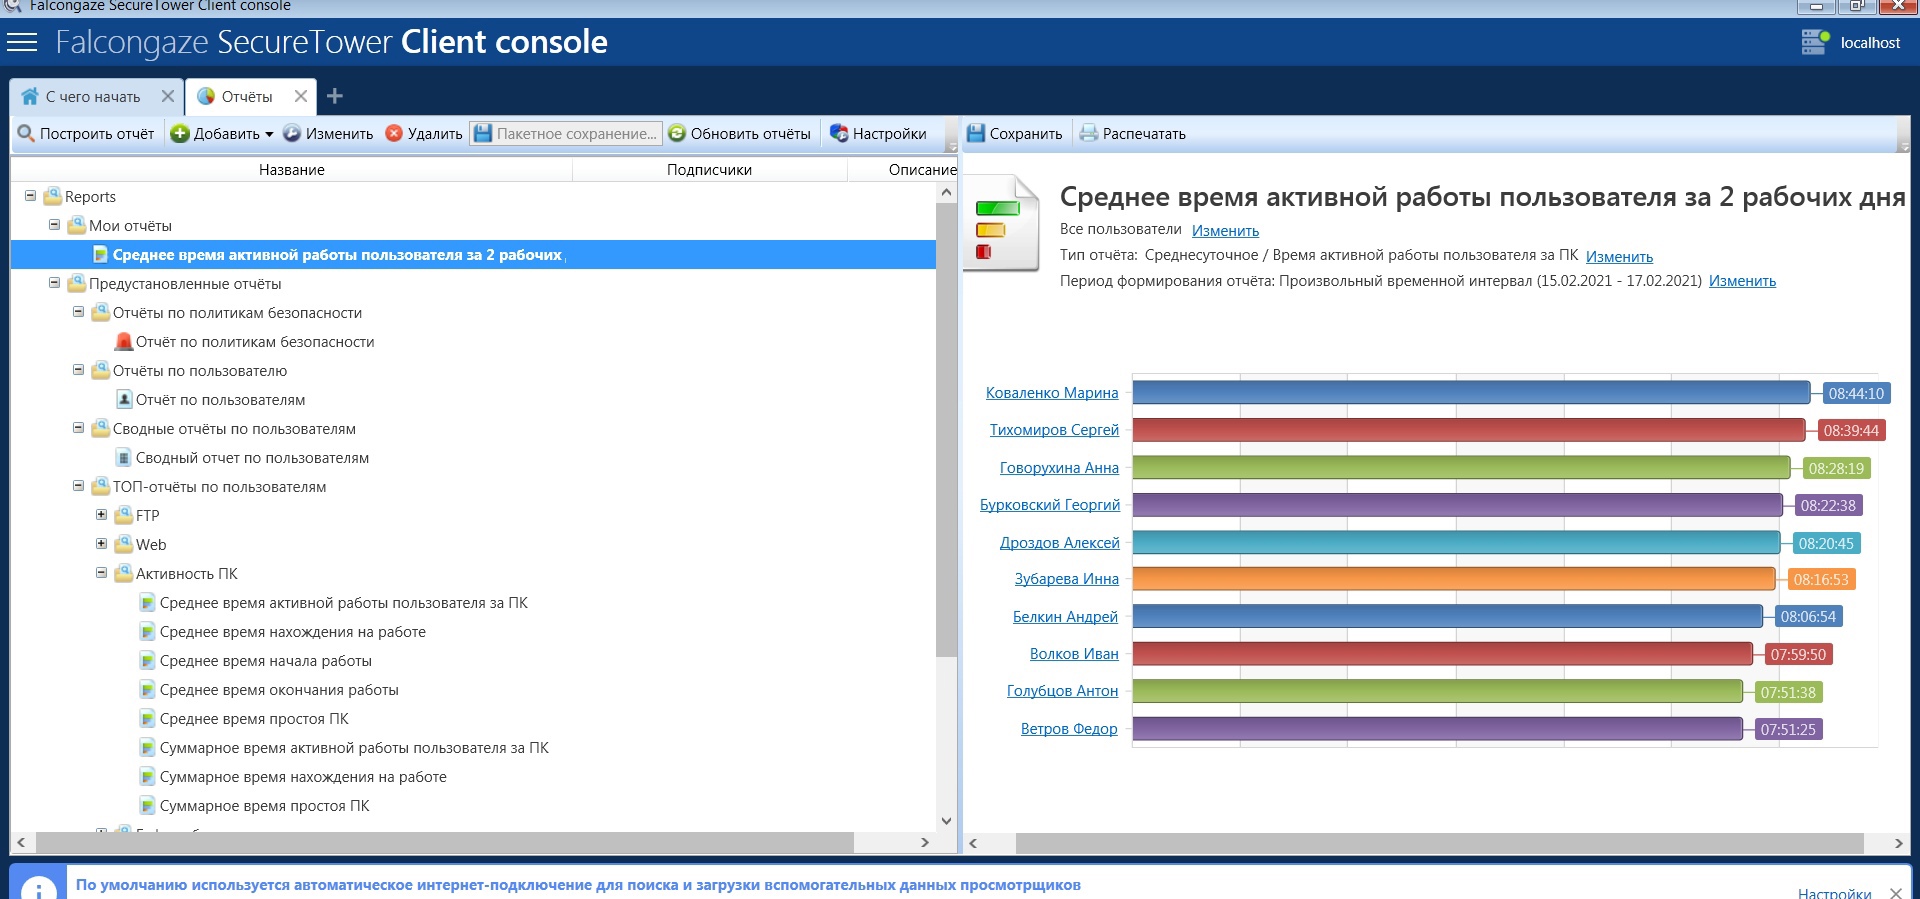 Falcongaze SecureTower Client console
Falcongaze SecureTower Client console
localhost
С чего начать
Отчёты
Построить отчёт
Добавить
Изменить
Удалить
Пакетное сохранение...
Обновить отчёты
Настройки
Сохранить
Распечатать
Название
Подписчики
Описание
Reports
Мои отчёты
Среднее время активной работы пользователя за 2 рабочих
Предустановленные отчёты
Отчёты по политикам безопасности
Отчёт по политикам безопасности
Отчёты по пользователю
Отчёт по пользователям
Сводные отчёты по пользователям
Сводный отчет по пользователям
ТОП-отчёты по пользователям
FTP
Web
Активность ПК
Среднее время активной работы пользователя за ПК
Среднее время нахождения на работе
Среднее время начала работы
Среднее время окончания работы
Среднее время простоя ПК
Суммарное время активной работы пользователя за ПК
Суммарное время нахождения на работе
Суммарное время простоя ПК
Среднее время активной работы пользователя за 2 рабочих дня
Все пользователи Изменить
Тип отчёта: Среднесуточное / Время активной работы пользователя за ПК Изменить
Период формирования отчёта: Произвольный временной интервал (15.02.2021 - 17.02.2021) Изменить
Коваленко Марина 08:44:10
Тихомиров Сергей 08:39:44
Говорухина Анна 08:28:19
Бурковский Георгий 08:22:38
Дроздов Алексей 08:20:45
Зубарева Инна 08:16:53
Белкин Андрей 08:06:54
Волков Иван 07:59:50
Голубцов Антон 07:51:38
Ветров Федор 07:51:25
По умолчанию используется автоматическое интернет-подключение для поиска и загрузки вспомогательных данных просмотрщиков
Настройки